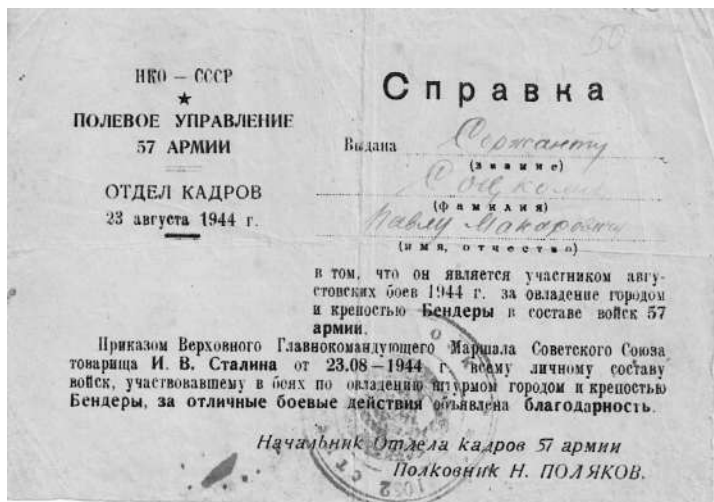 50
НКО — СССР
★
ПОЛЕВОЕ УПРАВЛЕНИЕ
57 АРМИИ
ОТДЕЛ КАДРОВ
23 августа 1944 г.
Справка
Выдана Сержанту
(звание)
(фамилия)
Павлу Макаровичу
(имя, отчество)
в том, что он является участником авгу-
стовских боев 1944 г. за овладение городом
и крепостью Бендеры в составе войск 57
армии.
Приказом Верховного Главнокомандующего Маршала Советского Союза
товарища И. В. Сталина от 23.08—1944 г. всему личному составу
войск, участвовавшему в боях по овладению штурмом городом и крепостью
Бендеры, за отличные боевые действия объявлена благодарность.
Начальник Отдела кадров 57 армии
Полковник Н. ПОЛЯКОВ.